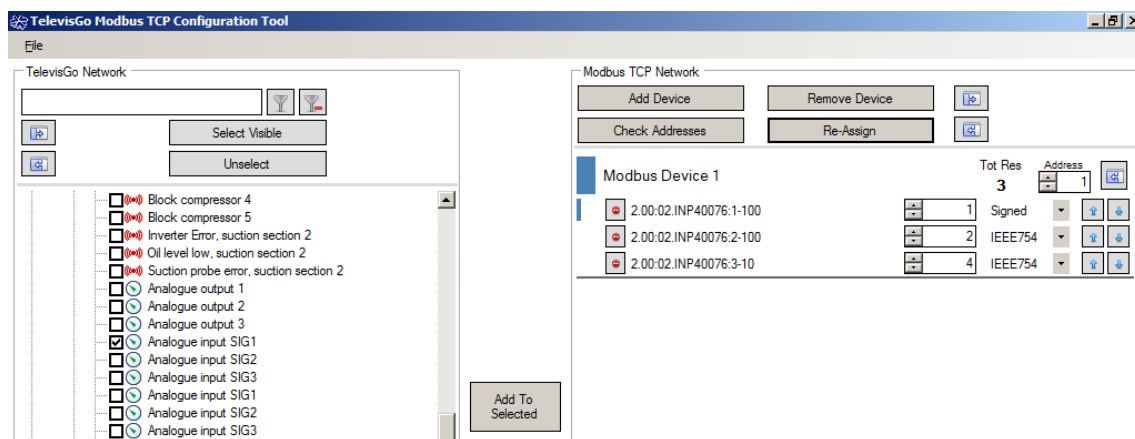 TelevisGo Modbus TCP Configuration Tool
File
TelevisGo Network
Select Visible
Unselect
Block compressor 4
Block compressor 5
Inverter Error, suction section 2
Oil level low, suction section 2
Suction probe error, suction section 2
Analogue output 1
Analogue output 2
Analogue output 3
Analogue input SIG1
Analogue input SIG2
Analogue input SIG3
Analogue input SIG1
Analogue input SIG2
Analogue input SIG3
Add To
Selected
Modbus TCP Network
Add Device Remove Device
Check Addresses Re-Assign
Tot Res Address
Modbus Device 1 3 1
2.00:02.INP40076:1-100 1 Signed
2.00:02.INP40076:2-100 2 IEEE754
2.00:02.INP40076:3-10 4 IEEE754